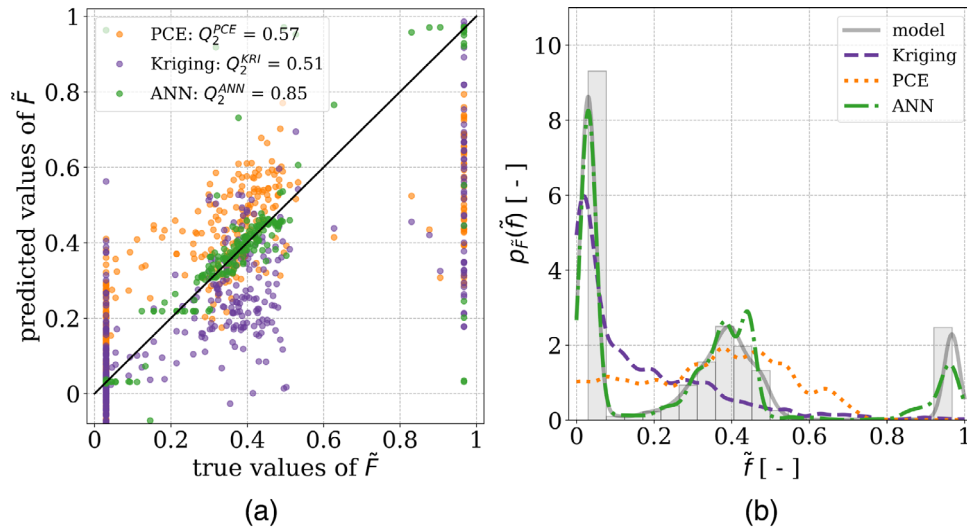 PCE: Q₂^PCE = 0.57
Kriging: Q₂^KRI = 0.51
ANN: Q₂^ANN = 0.85
predicted values of F̃
1
0.8
0.6
0.4
0.2
0
0 0.2 0.4 0.6 0.8 1
true values of F̃
(a)
model
Kriging
PCE
ANN
p_F̃(f̃) [ - ]
10
8
6
4
2
0
0 0.2 0.4 0.6 0.8 1
f̃ [ - ]
(b)